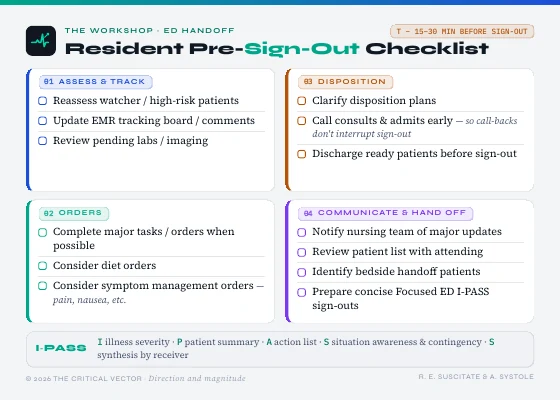 THE WORKSHOP · ED HANDOFF
T – 15–30 MIN BEFORE SIGN-OUT
Resident Pre-Sign-Out Checklist
01 ASSESS & TRACK
Reassess watcher / high-risk patients
Update EMR tracking board / comments
Review pending labs / imaging
02 ORDERS
Complete major tasks / orders when
possible
Consider diet orders
Consider symptom management orders —
pain, nausea, etc.
03 DISPOSITION
Clarify disposition plans
Call consults & admits early — so call-backs
don't interrupt sign-out
Discharge ready patients before sign-out
04 COMMUNICATE & HAND OFF
Notify nursing team of major updates
Review patient list with attending
Identify bedside handoff patients
Prepare concise Focused ED I-PASS
sign-outs
I-PASS
I illness severity · P patient summary · A action list · S situation awareness & contingency · S
synthesis by receiver
© 2026 THE CRITICAL VECTOR · Direction and magnitude
R. E. SUSCITATE & A. SYSTOLE